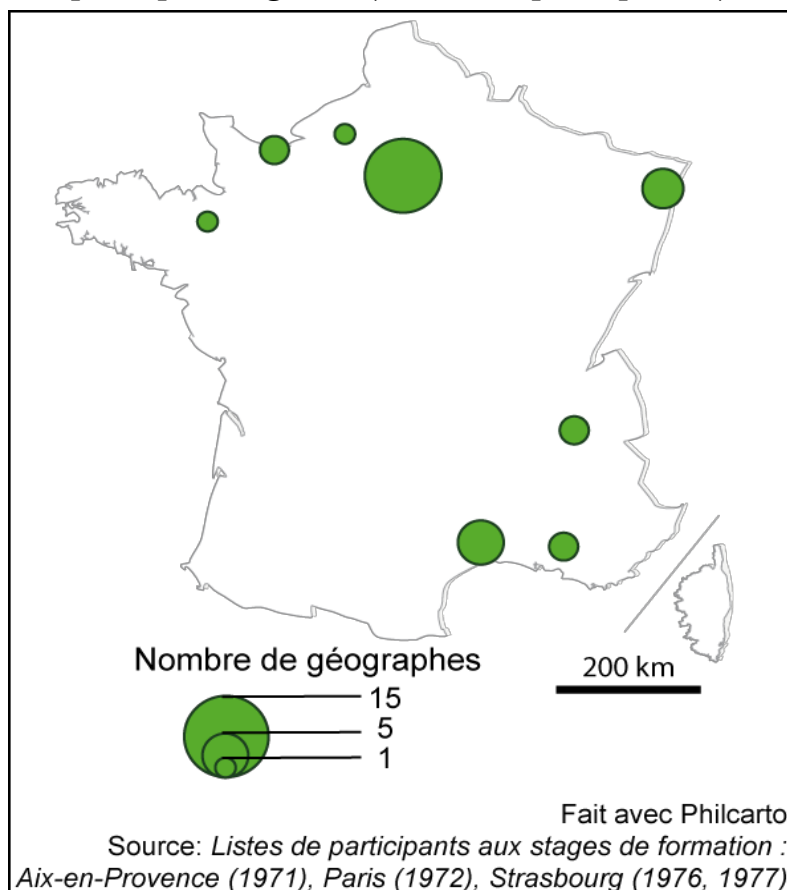 Nombre de géographes
15
5
1
200 km
Fait avec Philcarto
Source: Listes de participants aux stages de formation :
Aix-en-Provence (1971), Paris (1972), Strasbourg (1976, 1977)